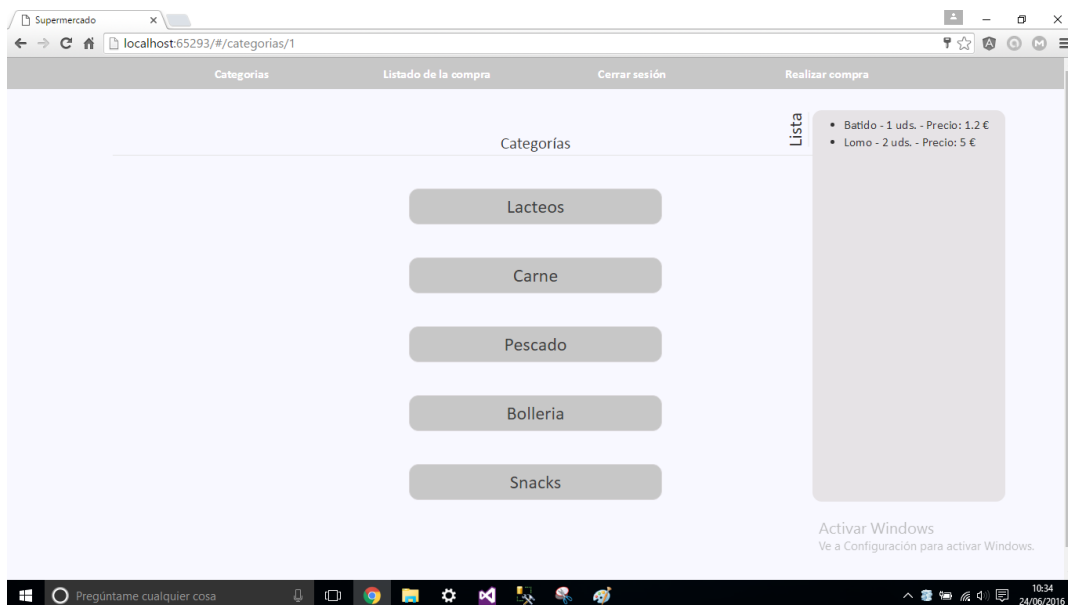 Supermercado
localhost:65293/#/categorias/1
Categorias Listado de la compra Cerrar sesión Realizar compra
Categorías
Lista
• Batido - 1 uds. - Precio: 1.2 €
• Lomo - 2 uds. - Precio: 5 €
Lacteos
Carne
Pescado
Bolleria
Snacks
Activar Windows
Ve a Configuración para activar Windows.
Pregúntame cualquier cosa
10:34
24/06/2016